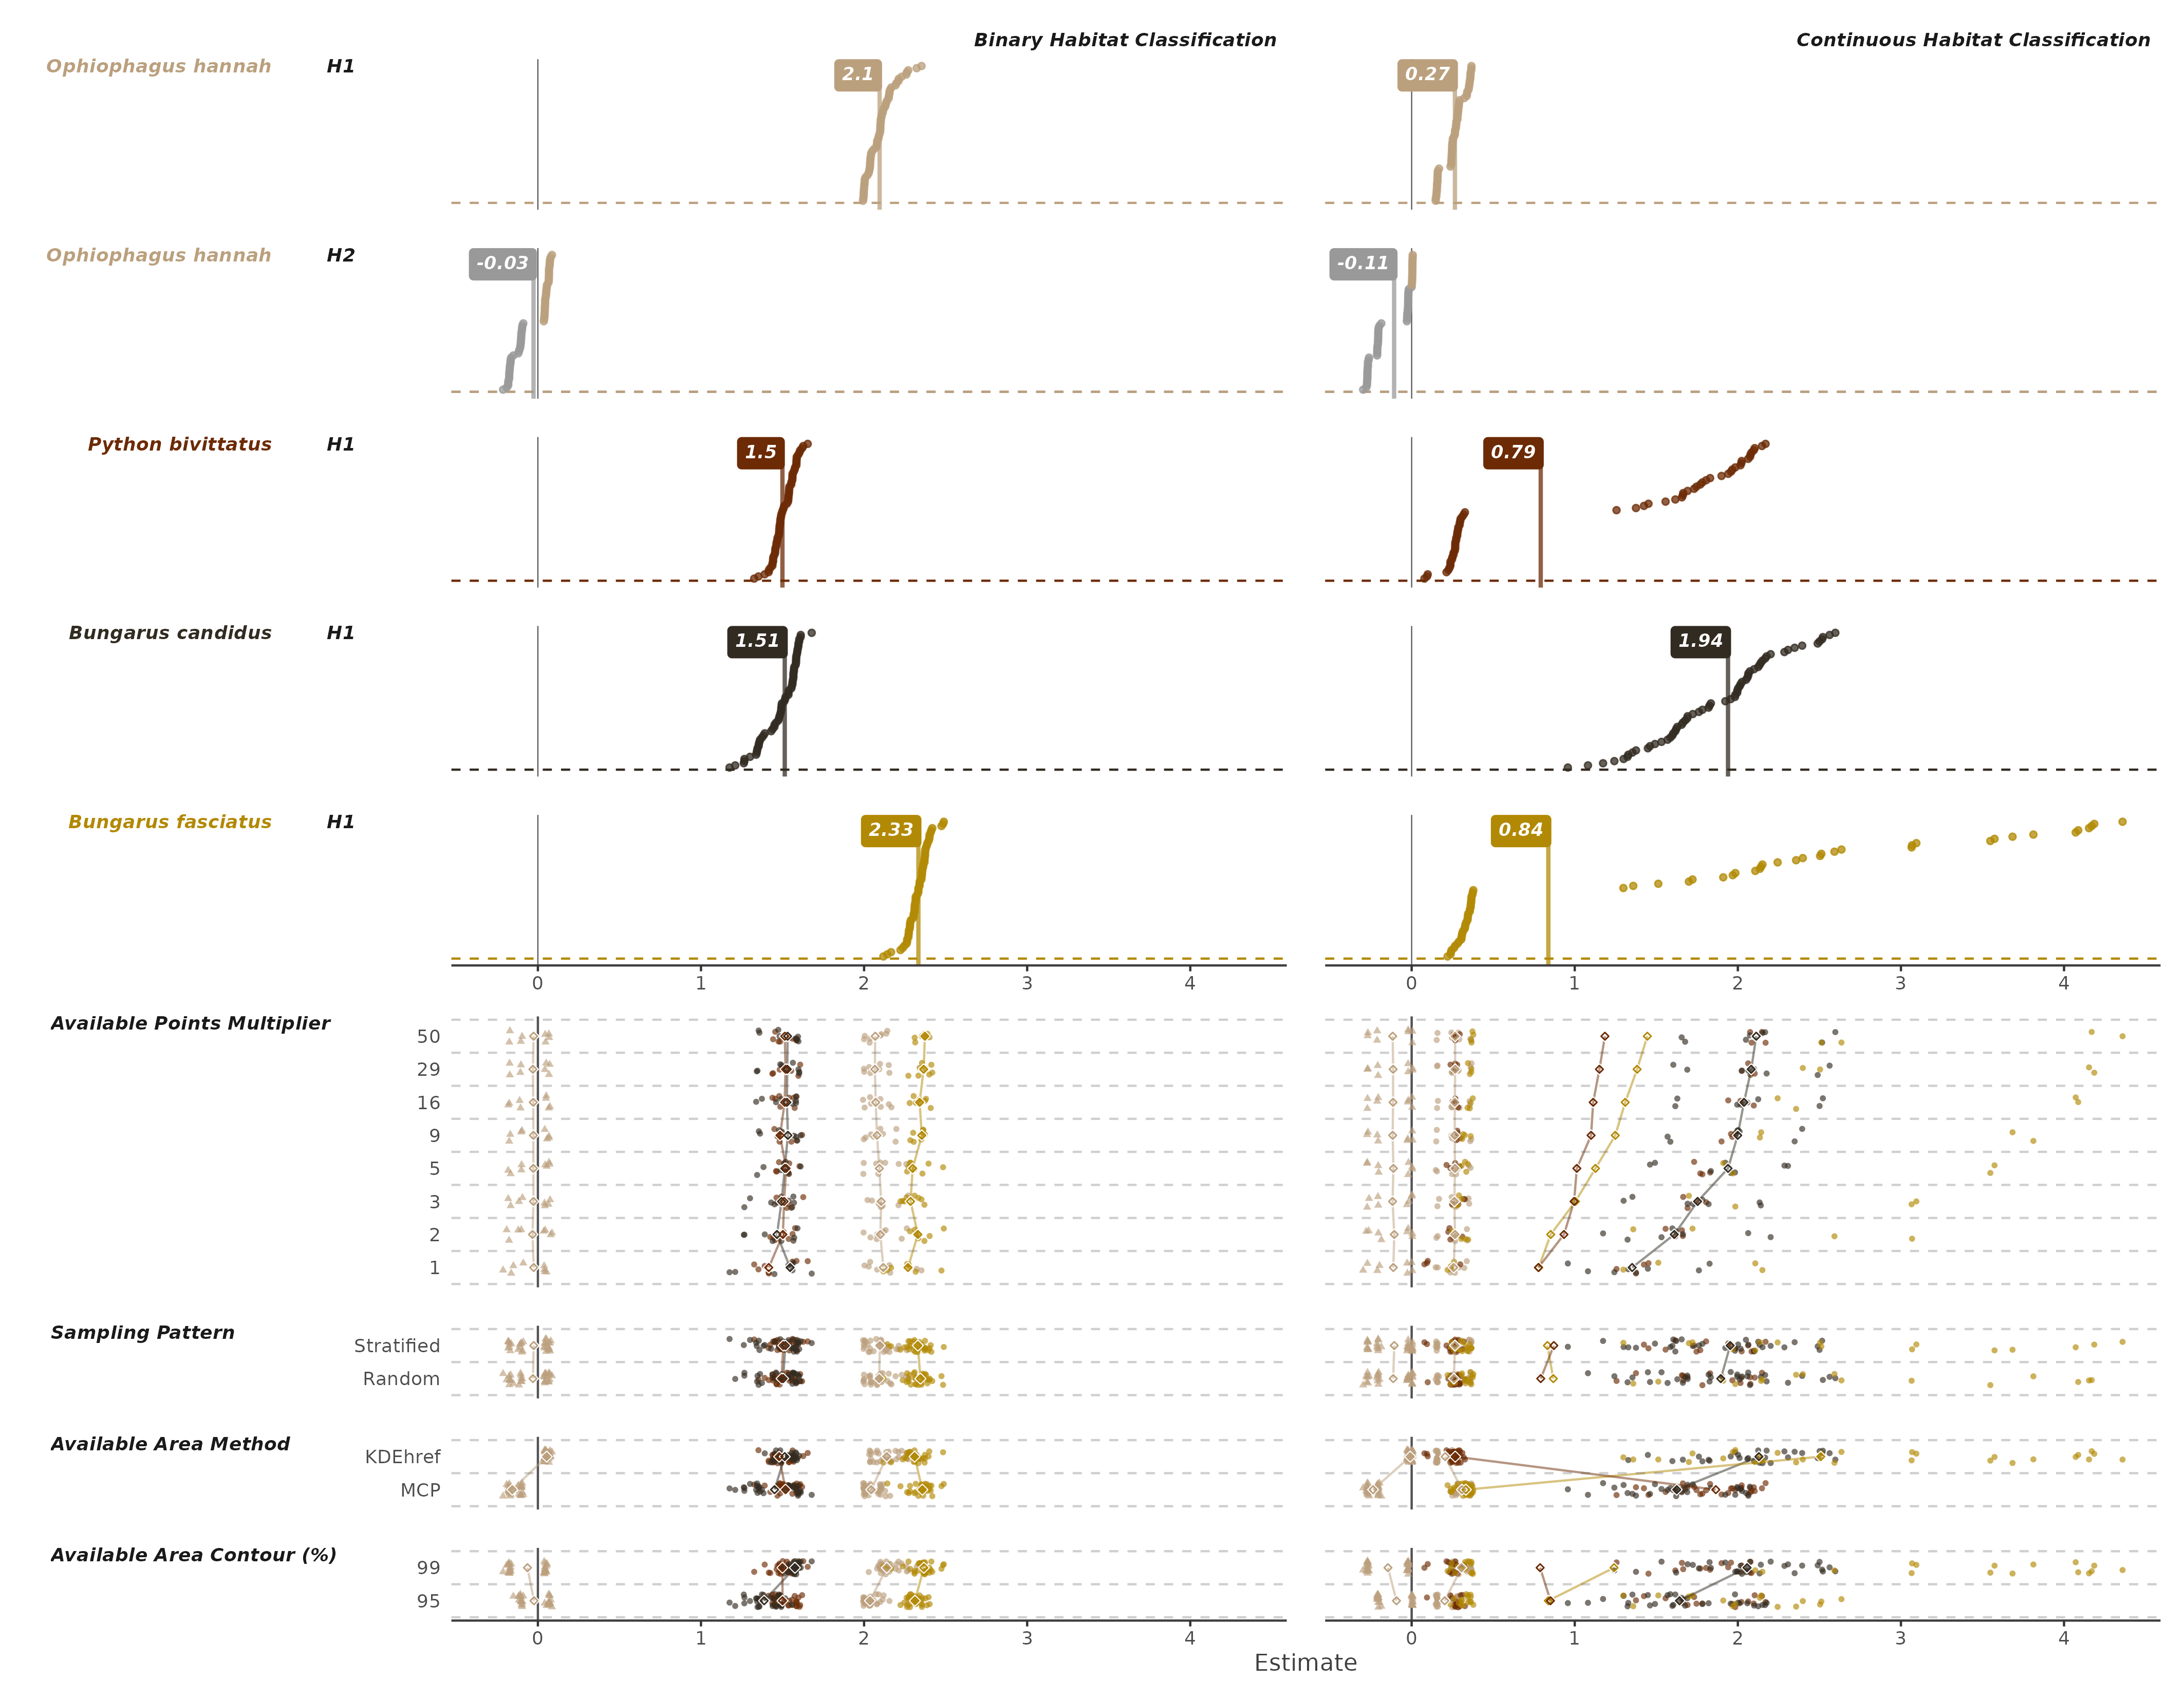 Binary Habitat Classification
Continuous Habitat Classification
Ophiophagus hannah H1
2.1
0.27
Ophiophagus hannah H2
-0.03
-0.11
Python bivittatus H1
1.5
0.79
Bungarus candidus H1
1.51
1.94
Bungarus fasciatus H1
2.33
0.84
0 1 2 3 4
0 1 2 3 4
Available Points Multiplier
50
29
16
9
5
3
2
1
Sampling Pattern
Stratified
Random
Available Area Method
KDEhref
MCP
Available Area Contour (%)
99
95
0 1 2 3 4
0 1 2 3 4
Estimate